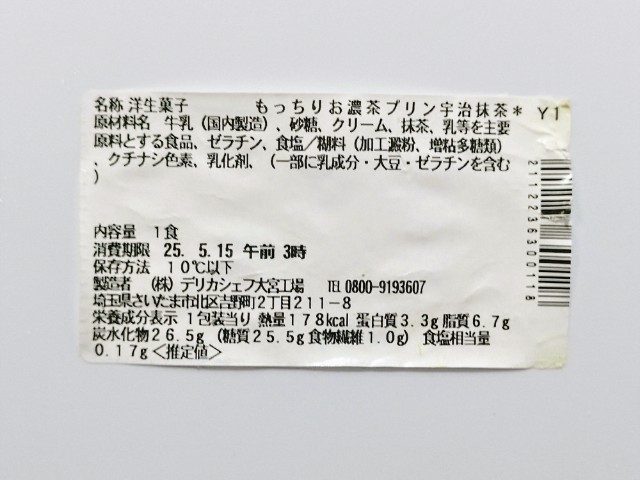 名称 洋生菓子 もっちりお濃茶プリン宇治抹茶* Y1
原材料名 牛乳(国内製造)、砂糖、クリーム、抹茶、乳等を主要
原料とする食品、ゼラチン、食塩/糊料(加工澱粉、増粘多糖類)
、クチナシ色素、乳化剤、(一部に乳成分・大豆・ゼラチンを含む
)
内容量 1食
消費期限 25. 5.15 午前 3時
保存方法 10℃以下
製造者 (株)デリカシェフ大宮工場 TEL 0800-9193607
埼玉県さいたま市北区吉野町2丁目211-8
栄養成分表示 1包装当り 熱量178kcal 蛋白質3.3g 脂質6.7g
炭水化物26.5g (糖質25.5g 食物繊維1.0g) 食塩相当量
0.17g<推定値>
2112236300118